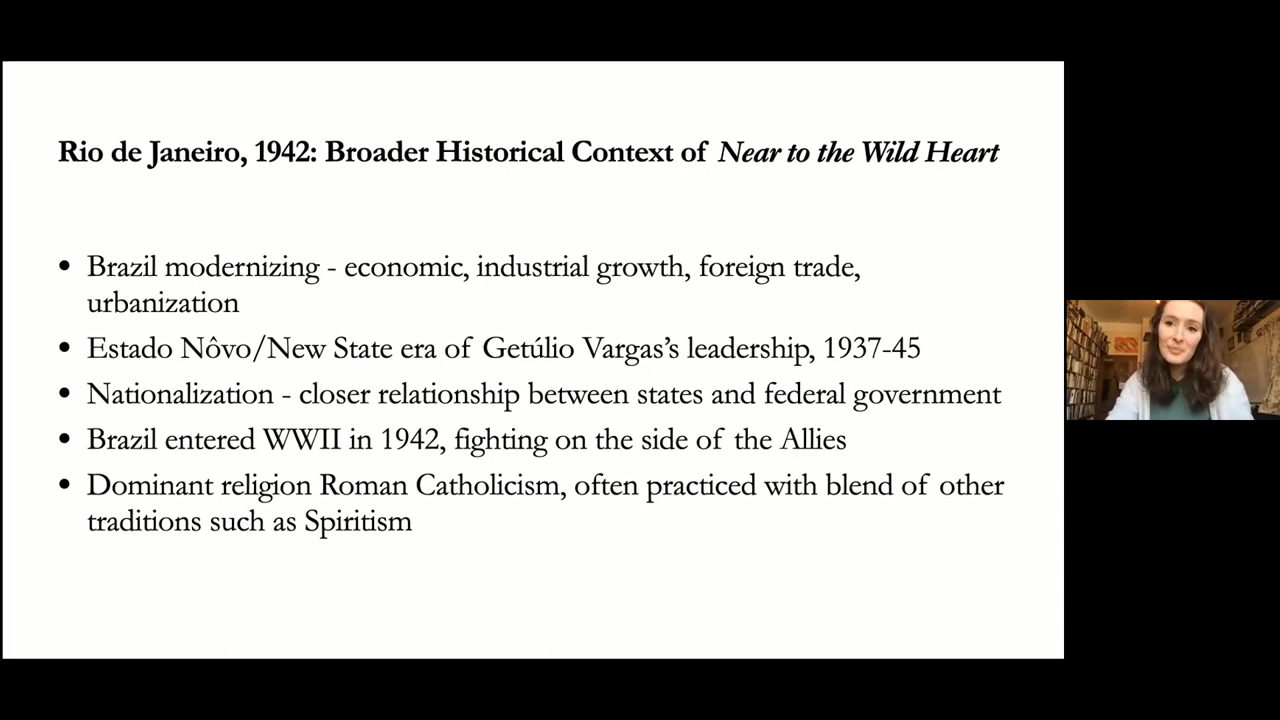 Rio de Janeiro, 1942: Broader Historical Context of Near to the Wild Heart
• Brazil modernizing - economic, industrial growth, foreign trade,
urbanization
• Estado Nôvo/New State era of Getúlio Vargas’s leadership, 1937-45
• Nationalization - closer relationship between states and federal government
• Brazil entered WWII in 1942, fighting on the side of the Allies
• Dominant religion Roman Catholicism, often practiced with blend of other
traditions such as Spiritism